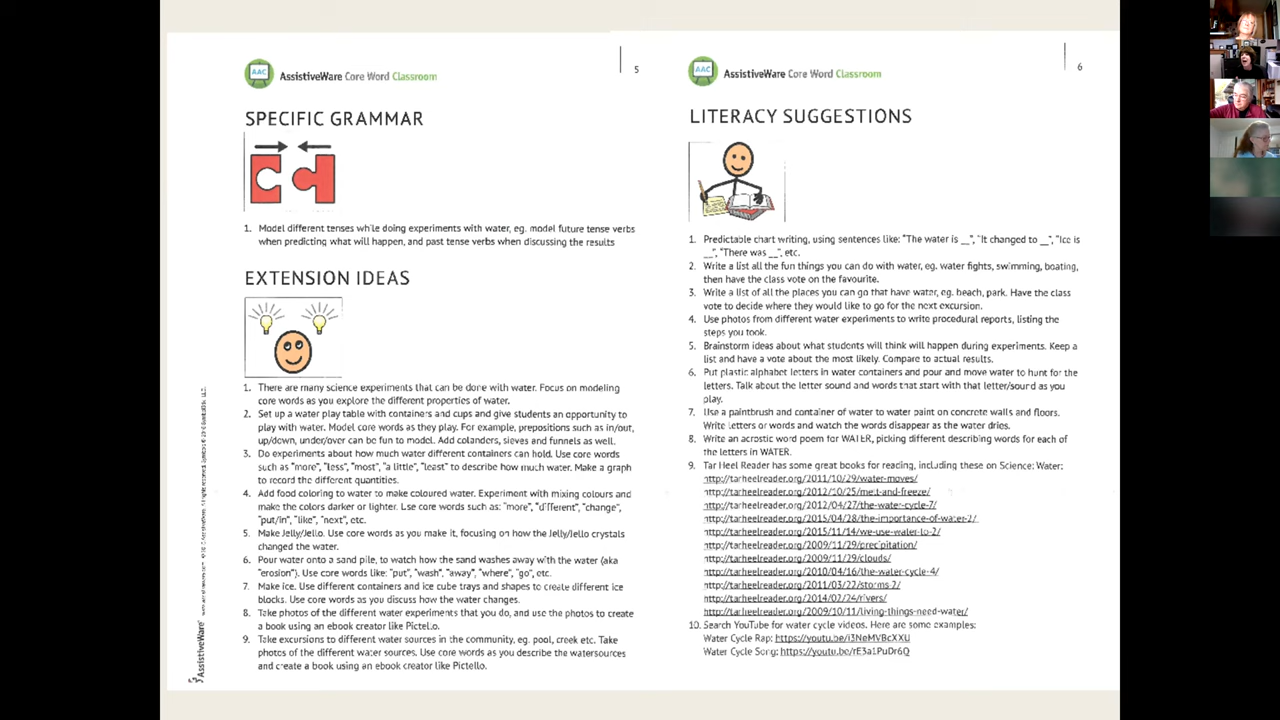 5
AAC
AssistiveWare Core Word Classroom
SPECIFIC GRAMMAR
1. Model different tenses while doing experiments with water, eg. model future tense verbs
when predicting what will happen, and past tense verbs when discussing the results
EXTENSION IDEAS
1. There are many science experiments that can be done with water. Focus on modeling
core words as you explore the different properties of water.
2. Set up a water play table with containers and cups and give students an opportunity to
play with water. Model core words as they play. For example, prepositions such as in/out,
up/down, under/over can be fun to model. Add colanders, sieves and funnels as well.
3. Do experiments about how much water different containers can hold. Use core words
such as "more", "less", "most", "a little", "least" to describe how much water. Make a graph
to record the different quantities.
4. Add food coloring to water to make coloured water. Experiment with mixing colours and
make the colors darker or lighter. Use core words such as: "more", "different", "change",
"put/in", "like", "next", etc.
5. Make Jelly/Jello. Use core words as you make it, focusing on how the Jelly/Jello crystals
changed the water.
6. Pour water onto a sand pile, to watch how the sand washes away with the water (aka
"erosion"). Use core words like: "put", "wash", "away", "where", "go", etc.
7. Make ice. Use different containers and ice cube trays and shapes to create different ice
blocks. Use core words as you discuss how the water changes.
8. Take photos of the different water experiments that you do, and use the photos to create
a book using an ebook creator like Pictello.
9. Take excursions to different water sources in the community, eg. pool, creek etc. Take
photos of the different water sources. Use core words as you describe the watersources
and create a book using an ebook creator like Pictello.
AssistiveWare
6
AAC
AssistiveWare Core Word Classroom
LITERACY SUGGESTIONS
1. Predictable chart writing, using sentences like: "The water is __", "It changed to __", "Ice is
__", "There was __", etc.
2. Write a list all the fun things you can do with water, eg. water fights, swimming, boating,
then have the class vote on the favourite.
3. Write a list of all the places you can go that have water, eg. beach, park. Have the class
vote to decide where they would like to go for the next excursion.
4. Use photos from different water experiments to write procedural reports, listing the
steps you took.
5. Brainstorm ideas about what students will think will happen during experiments. Keep a
list and have a vote about the most likely. Compare to actual results.
6. Put plastic alphabet letters in water containers and pour and move water to hunt for the
letters. Talk about the letter sound and words that start with that letter/sound as you
play.
7. Use a paintbrush and container of water to water paint on concrete walls and floors.
Write letters or words and watch the words disappear as the water dries.
8. Write an acrostic word poem for WATER, picking different describing words for each of
the letters in WATER.
9. Tar Heel Reader has some great books for reading, including these on Science: Water:
http://tarheelreader.org/2011/10/29/water-moves/
http://tarheelreader.org/2012/10/25/melt-and-freeze/
http://tarheelreader.org/2012/04/27/the-water-cycle-7/
http://tarheelreader.org/2015/04/28/the-importance-of-water-2/
http://tarheelreader.org/2015/11/14/we-use-water-to-2/
http://tarheelreader.org/2009/11/29/precipitation/
http://tarheelreader.org/2009/11/29/clouds/
http://tarheelreader.org/2010/04/16/the-water-cycle-4/
http://tarheelreader.org/2011/03/22/storms-2/
http://tarheelreader.org/2014/02/24/rivers/
http://tarheelreader.org/2009/10/11/living-things-need-water/
10. Search YouTube for water cycle videos. Here are some examples:
Water Cycle Rap: https://youtu.be/i3NeMVBcXXU
Water Cycle Song: https://youtu.be/rE3a1PuDr6Q